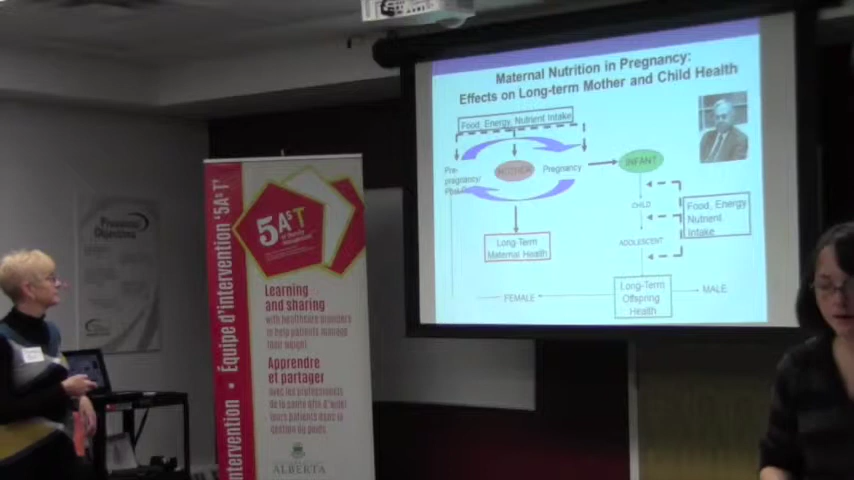 Maternal Nutrition in Pregnancy:
Effects on Long-term Mother and Child Health
Food, Energy, Nutrient Intake
Pre-
pregnancy/
MOTHER
Pregnancy
INFANT
CHILD
ADOLESCENT
Food, Energy
Nutrient
Intake
Long-Term
Maternal Health
FEMALE
Long-Term
Offspring
Health
MALE
Équipe d'intervention '5AsT'
intervention
5AsT
Learning
and sharing
with healthcare providers
to help patients manage
their weight
Apprendre
et partager
avec les professionnels
de la santé afin d'aider
leurs patients dans la
gestion du poids
ALBERTA